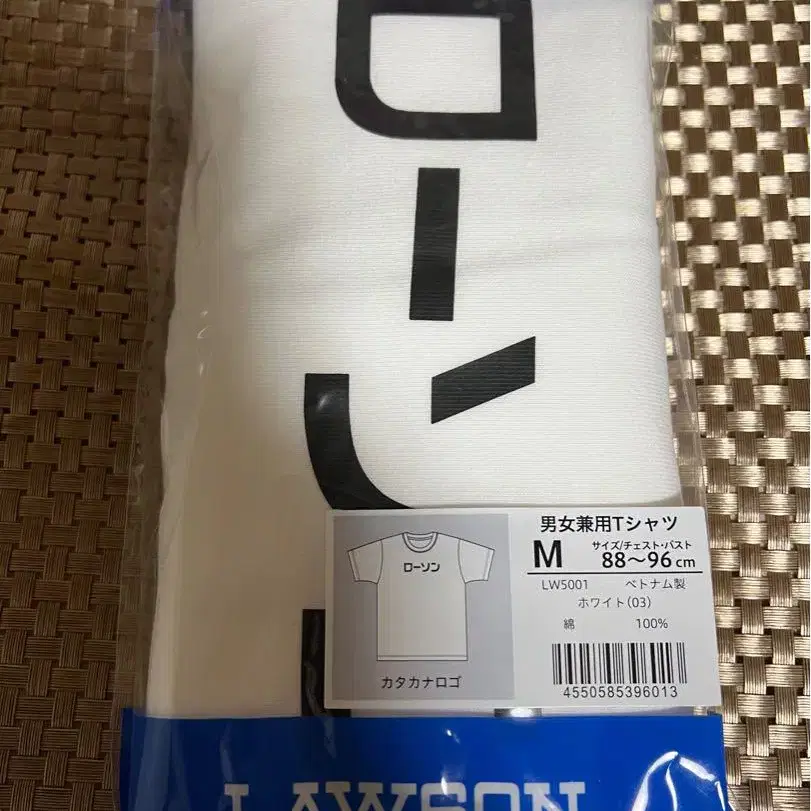 ローソン
男女兼用Tシャツ
M サイズ/チェスト・バスト
88〜96cm
LW5001 ベトナム製
ホワイト(03)
綿 100%
ローソン
カタカナロゴ
4550585396013
LAWSON